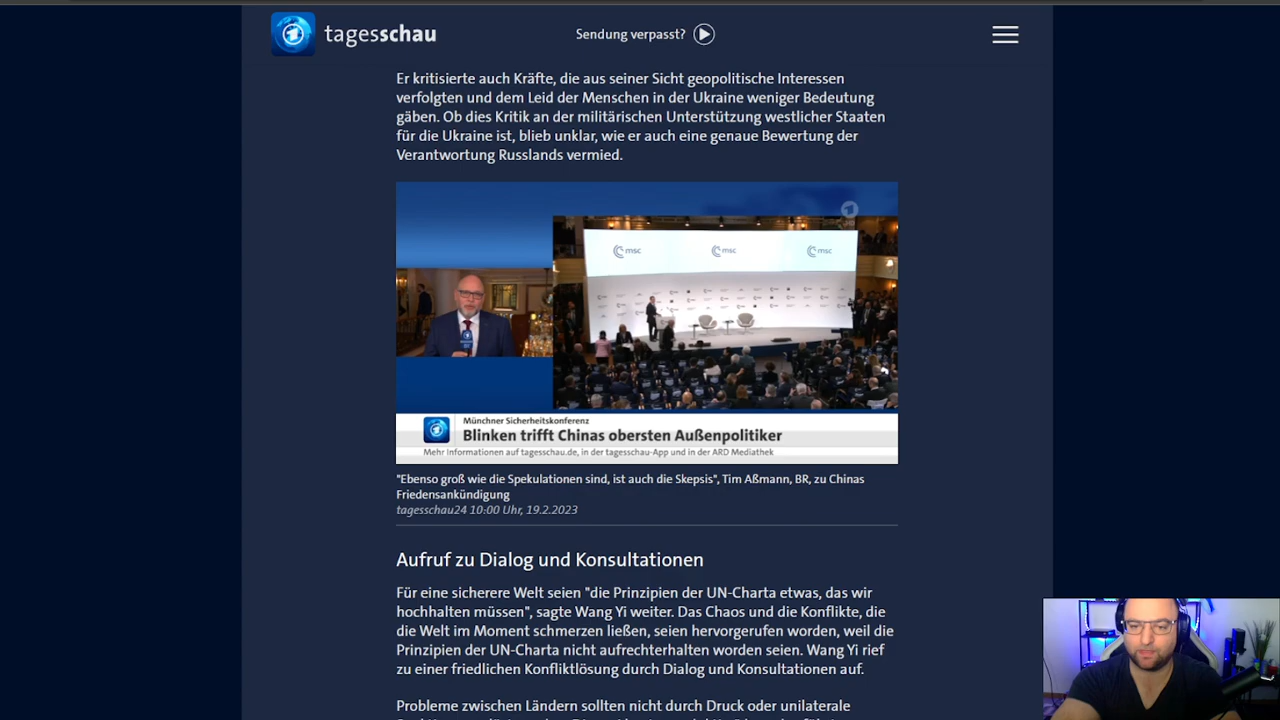 tagesschau
Sendung verpasst?
Er kritisierte auch Kräfte, die aus seiner Sicht geopolitische Interessen
verfolgten und dem Leid der Menschen in der Ukraine weniger Bedeutung
gäben. Ob dies Kritik an der militärischen Unterstützung westlicher Staaten
für die Ukraine ist, blieb unklar, wie er auch eine genaue Bewertung der
Verantwortung Russlands vermied.
msc
msc
msc
Münchner Sicherheitskonferenz
Blinken trifft Chinas obersten Außenpolitiker
Mehr Informationen auf tagesschau.de, in der tagesschau-App und in der ARD Mediathek
"Ebenso groß wie die Spekulationen sind, ist auch die Skepsis", Tim Aßmann, BR, zu Chinas
Friedensankündigung
tagesschau24 10:00 Uhr, 19.2.2023
Aufruf zu Dialog und Konsultationen
Für eine sicherere Welt seien "die Prinzipien der UN-Charta etwas, das wir
hochhalten müssen", sagte Wang Yi weiter. Das Chaos und die Konflikte, die
die Welt im Moment schmerzen ließen, seien hervorgerufen worden, weil die
Prinzipien der UN-Charta nicht aufrechterhalten worden seien. Wang Yi rief
zu einer friedlichen Konfliktlösung durch Dialog und Konsultationen auf.
Probleme zwischen Ländern sollten nicht durch Druck oder unilaterale